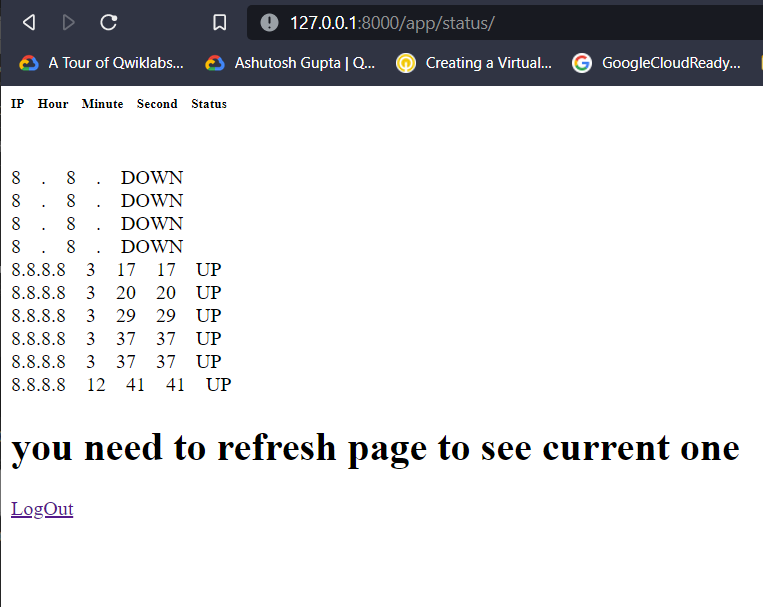 127.0.0.1:8000/app/status/
A Tour of Qwiklabs... Ashutosh Gupta | Q... Creating a Virtual... GoogleCloudReady...
IP Hour Minute Second Status
8 . 8 . DOWN
8 . 8 . DOWN
8 . 8 . DOWN
8 . 8 . DOWN
8.8.8.8 3 17 17 UP
8.8.8.8 3 20 20 UP
8.8.8.8 3 29 29 UP
8.8.8.8 3 37 37 UP
8.8.8.8 3 37 37 UP
8.8.8.8 12 41 41 UP
you need to refresh page to see current one
LogOut